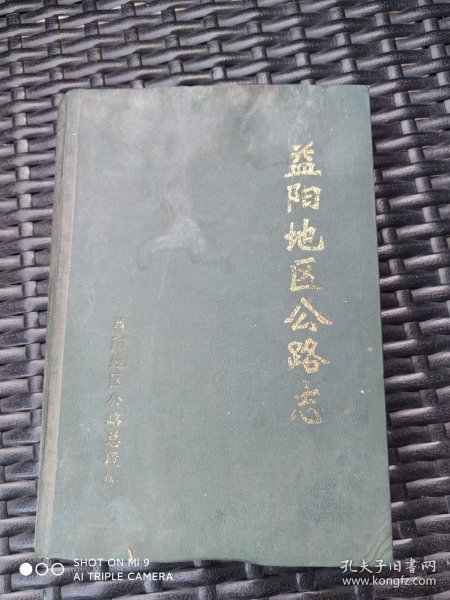 益阳地区公路志
益阳地区公路总段编
SHOT ON MI 9
AI TRIPLE CAMERA
孔夫子旧书网
www.kongfz.com